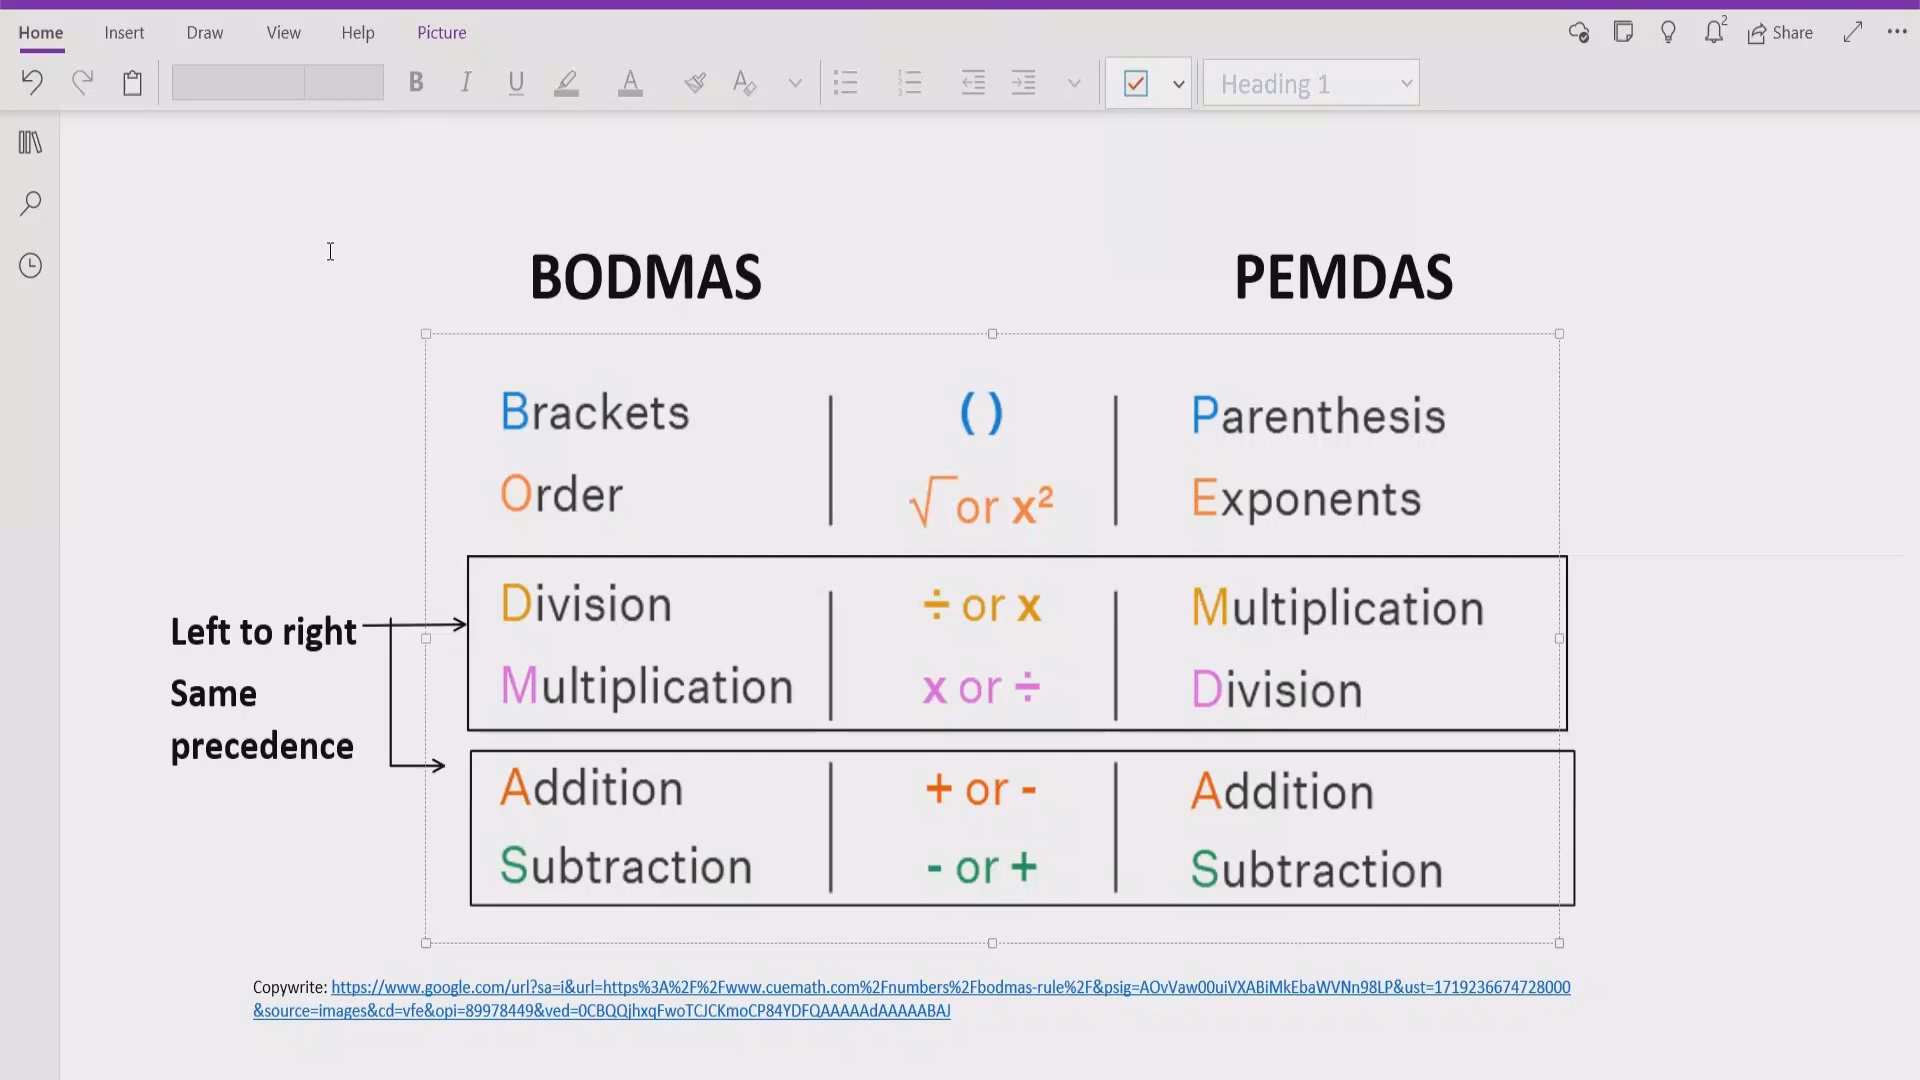 Home Insert Draw View Help Picture 2 Share
B I U A A Heading 1
BODMAS PEMDAS
Brackets ( ) Parenthesis
Order √ or x² Exponents
Division ÷ or x Multiplication
Left to right
Multiplication x or ÷ Division
Same
precedence
Addition + or - Addition
Subtraction - or + Subtraction
Copywrite: https://www.google.com/url?sa=i&url=https%3A%2F%2Fwww.cuemath.com%2Fnumbers%2Fbodmas-rule%2F&psig=AOvVaw00uiVXABiMkEbaWVNn98LP&ust=1719236674728000
&source=images&cd=vfe&opi=89978449&ved=0CBQQjhxqFwoTCJCKmoCP84YDFQAAAAAdAAAAABAJ